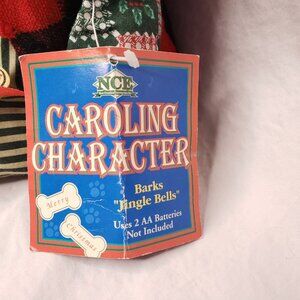 NCE
CAROLING
CHARACTER
Barks
"Jingle Bells"
Uses 2 AA Batteries
Not Included
Merry
Christmas